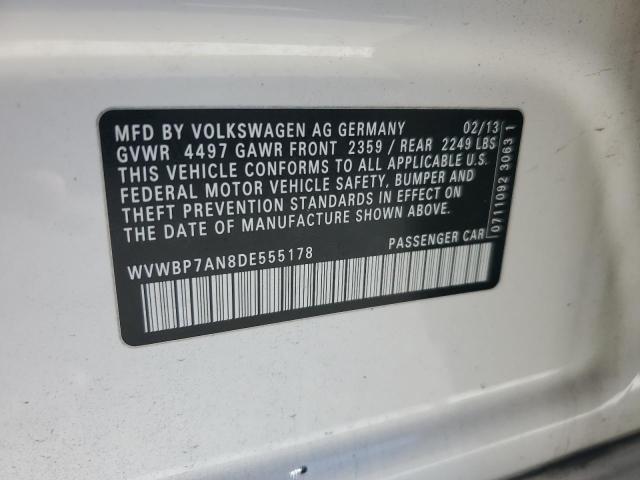 MFD BY VOLKSWAGEN AG GERMANY 02/13
GVWR 4497 GAWR FRONT 2359 / REAR 2249 LBS
THIS VEHICLE CONFORMS TO ALL APPLICABLE U.S.
FEDERAL MOTOR VEHICLE SAFETY, BUMPER AND
THEFT PREVENTION STANDARDS IN EFFECT ON
THE DATE OF MANUFACTURE SHOWN ABOVE.
WVWBP7AN8DE555178 PASSENGER CAR
0711092 3063 1